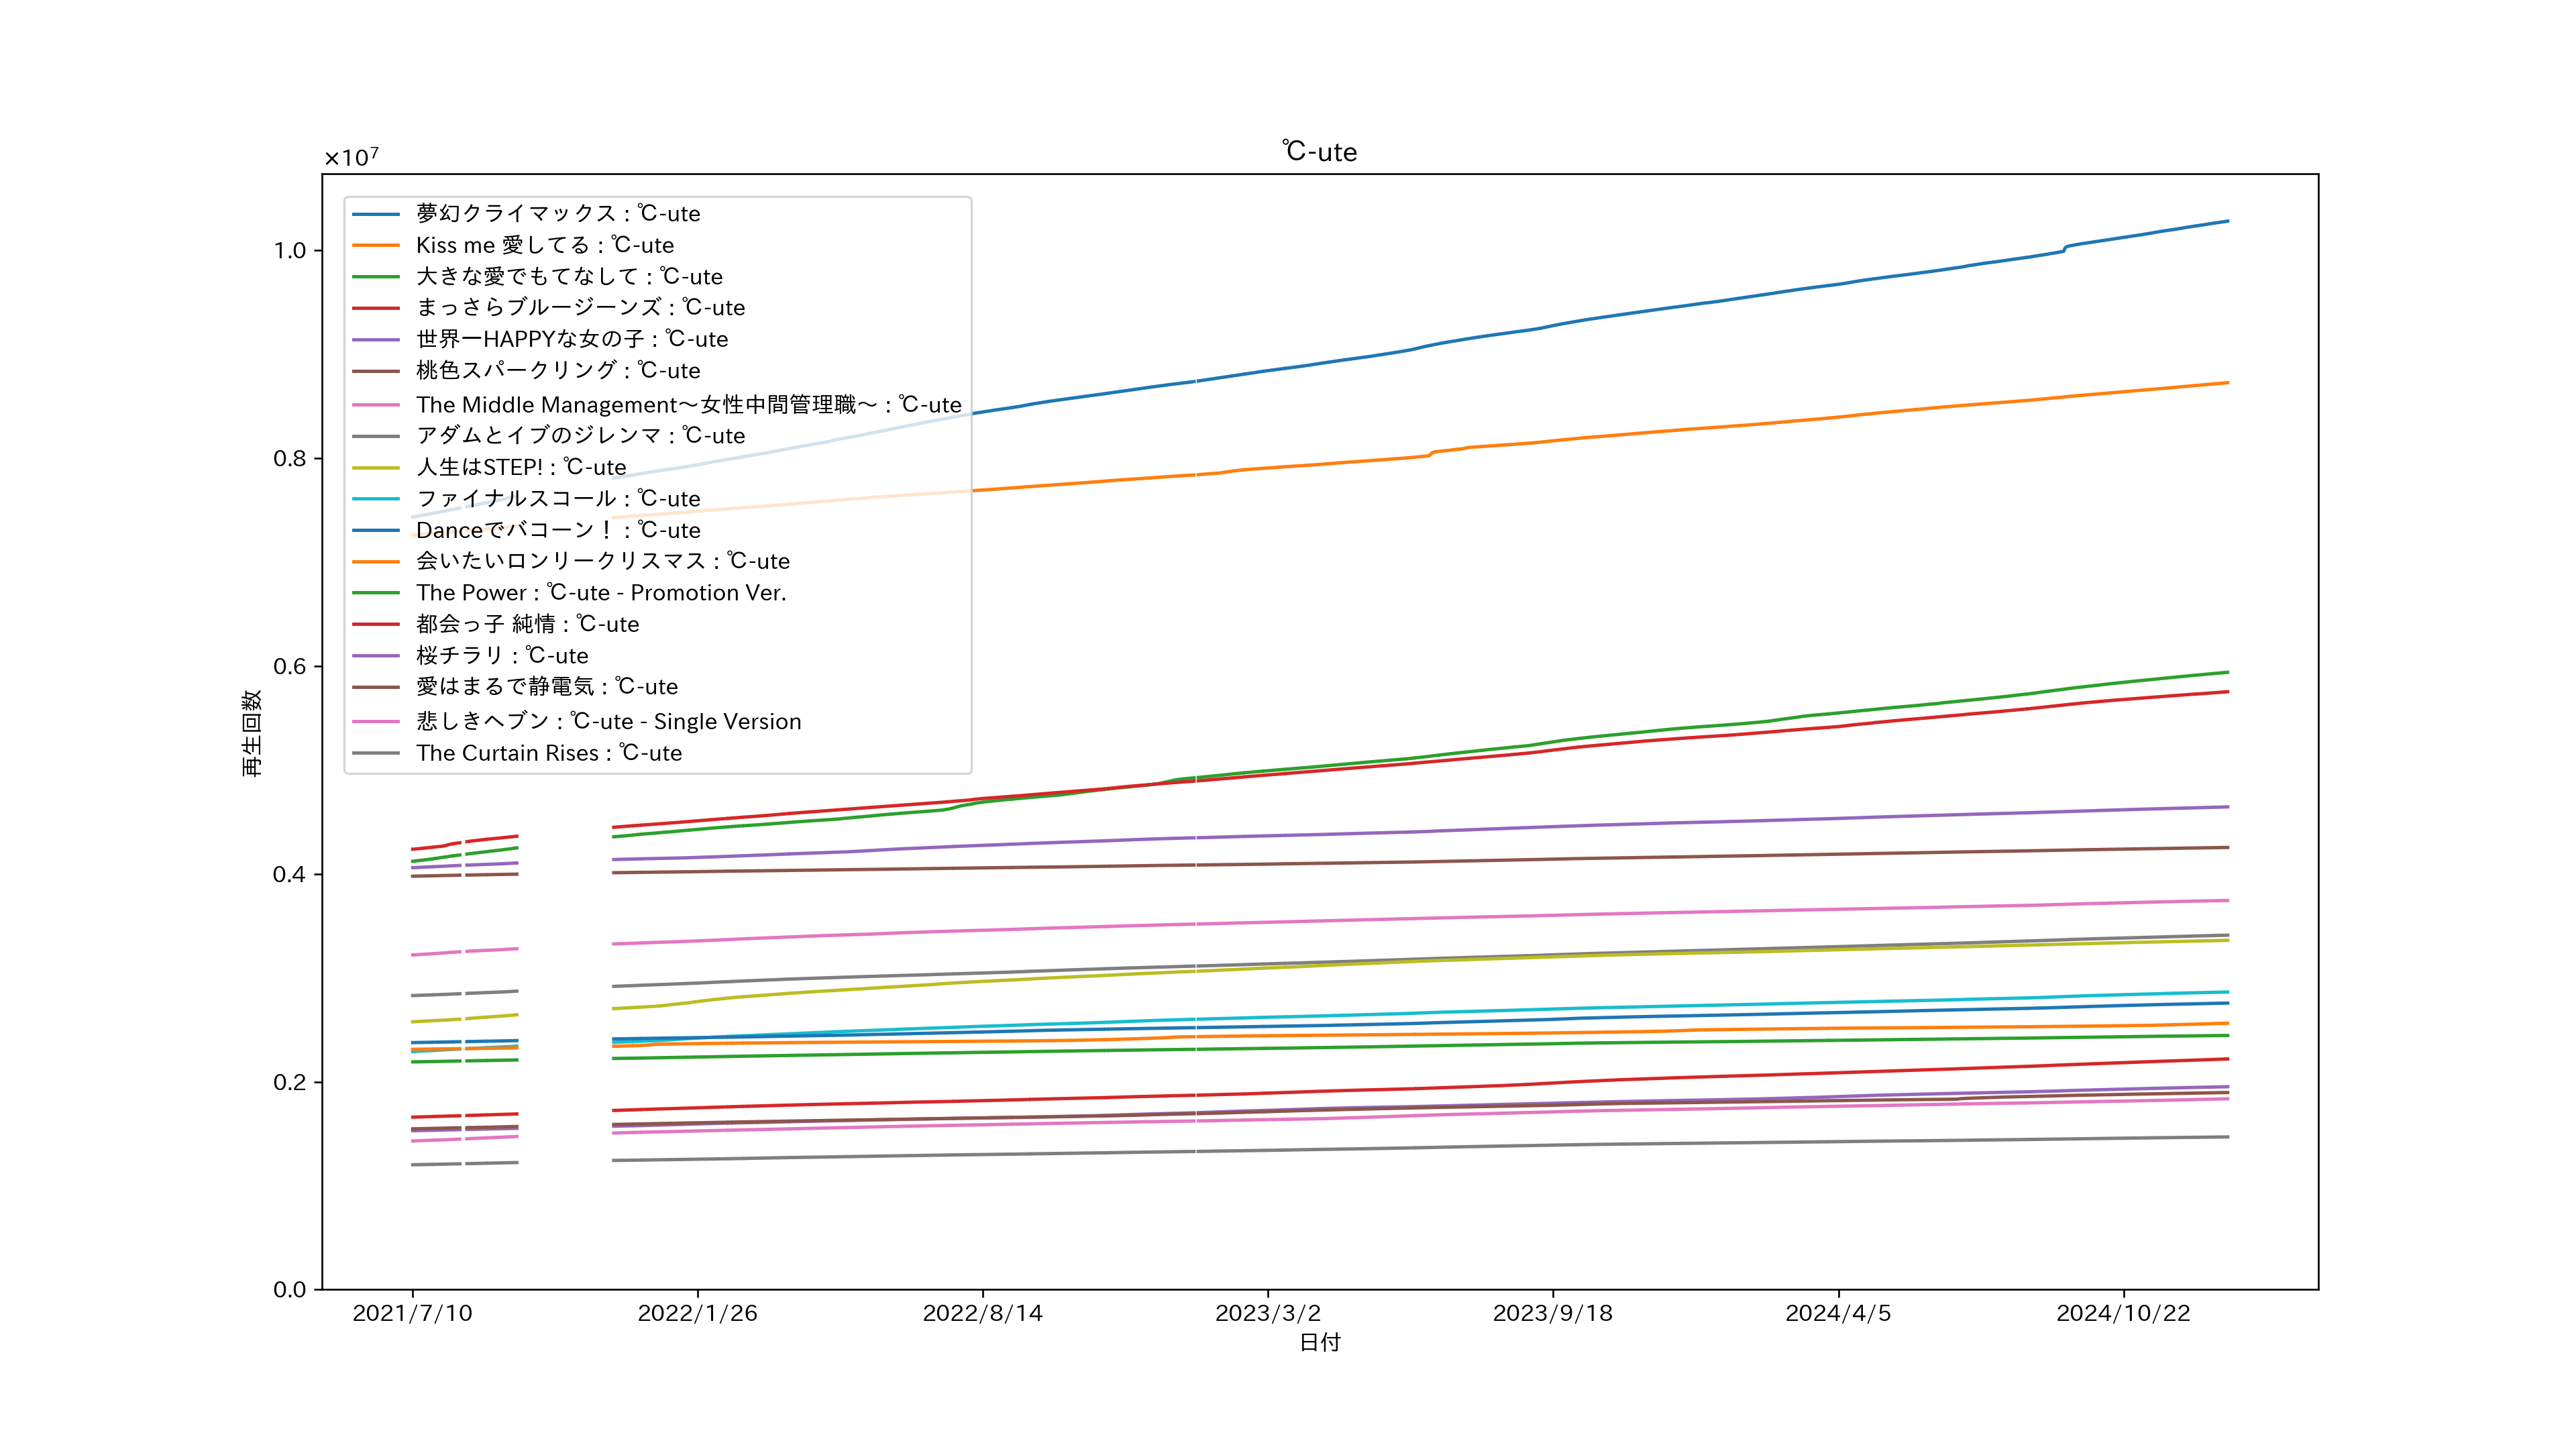 ℃-ute
×10⁷
夢幻クライマックス : ℃-ute
Kiss me 愛してる : ℃-ute
大きな愛でもてなして : ℃-ute
まっさらブルージーンズ : ℃-ute
世界一HAPPYな女の子 : ℃-ute
桃色スパークリング : ℃-ute
The Middle Management～女性中間管理職～ : ℃-ute
アダムとイブのジレンマ : ℃-ute
人生はSTEP! : ℃-ute
ファイナルスコール : ℃-ute
Danceでバコーン！ : ℃-ute
会いたいロンリークリスマス : ℃-ute
The Power : ℃-ute - Promotion Ver.
都会っ子 純情 : ℃-ute
桜チラリ : ℃-ute
愛はまるで静電気 : ℃-ute
悲しきヘブン : ℃-ute - Single Version
The Curtain Rises : ℃-ute
1.0
0.8
0.6
0.4
0.2
0.0
再生回数
2021/7/10
2022/1/26
2022/8/14
2023/3/2
2023/9/18
2024/4/5
2024/10/22
日付